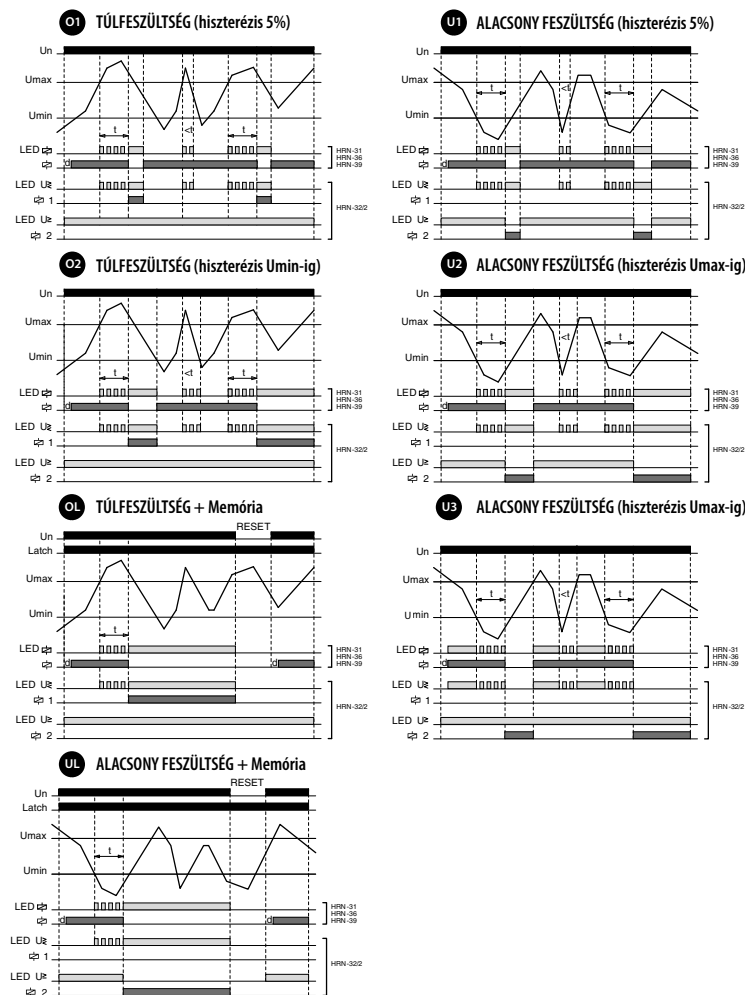 O1 TÚLFESZÜLTSÉG (hiszterézis 5%)
Un
Umax
Umin
t
<t
t
LED
d
HRN-31
HRN-36
HRN-39
LED U≥
1
LED U≥
2
HRN-32/2
U1 ALACSONY FESZÜLTSÉG (hiszterézis 5%)
Un
Umax
Umin
t
<t
t
LED
d
HRN-31
HRN-36
HRN-39
LED U≥
1
LED U≥
2
HRN-32/2
O2 TÚLFESZÜLTSÉG (hiszterézis Umin-ig)
Un
Umax
Umin
t
<t
t
LED
d
HRN-31
HRN-36
HRN-39
LED U≥
1
LED U≥
2
HRN-32/2
U2 ALACSONY FESZÜLTSÉG (hiszterézis Umax-ig)
Un
Umax
Umin
t
<t
t
LED
d
HRN-31
HRN-36
HRN-39
LED U≥
1
LED U≥
2
HRN-32/2
OL TÚLFESZÜLTSÉG + Memória
RESET
Un
Latch
Umax
Umin
t
LED
d
d
HRN-31
HRN-36
HRN-39
LED U≥
1
LED U≥
2
HRN-32/2
U3 ALACSONY FESZÜLTSÉG (hiszterézis Umax-ig)
Un
Umax
Umin
t
<t
t
LED
d
HRN-31
HRN-36
HRN-39
LED U≥
1
LED U≥
2
HRN-32/2
UL ALACSONY FESZÜLTSÉG + Memória
RESET
Un
Latch
Umax
Umin
t
LED
d
d
HRN-31
HRN-36
HRN-39
LED U≥
1
LED U≥
2
HRN-32/2